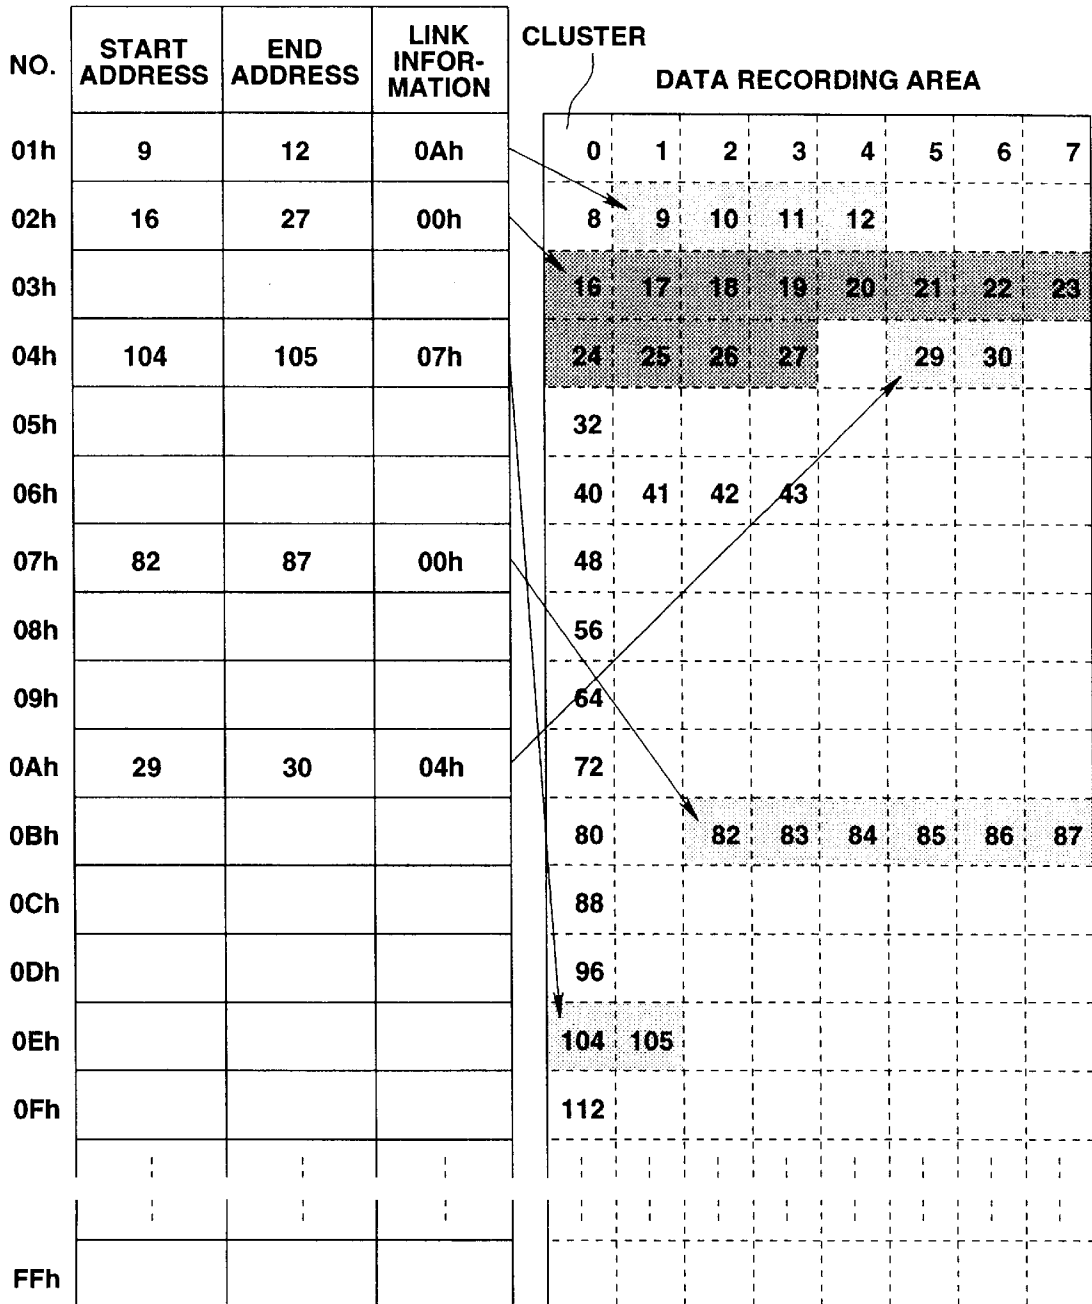 CLUSTER
NO. START ADDRESS END ADDRESS LINK INFOR-MATION
DATA RECORDING AREA
01h 9 12 0Ah 0 1 2 3 4 5 6 7
02h 16 27 00h 8 9 10 11 12
03h 16 17 18 19 20 21 22 23
04h 104 105 07h 24 25 26 27 29 30
05h 32
06h 40 41 42 43
07h 82 87 00h 48
08h 56
09h 64
0Ah 29 30 04h 72
0Bh 80 82 83 84 85 86 87
0Ch 88
0Dh 96
0Eh 104 105
0Fh 112
FFh